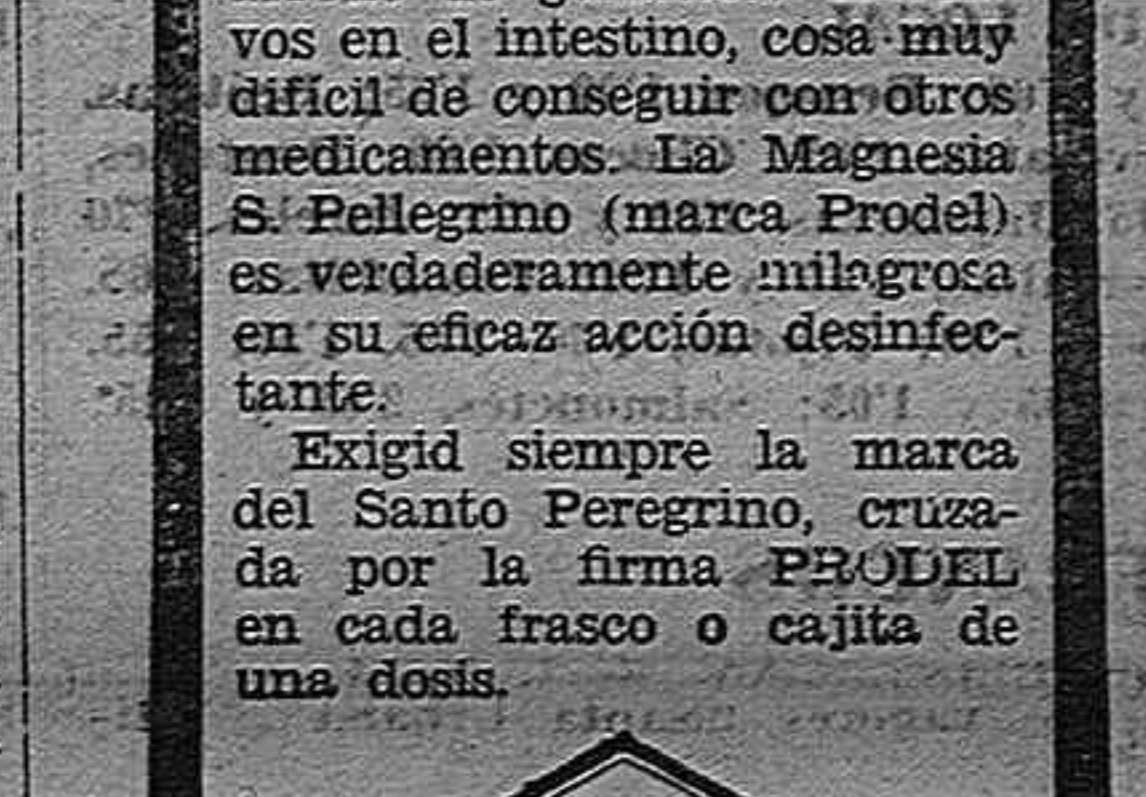 vos en el intestino, cosa muy
difícil de conseguir con otros
medicamentos. La Magnesia
S. Pellegrino (marca Prodel)
es verdaderamente milagrosa
en su eficaz acción desinfec-
tante.
Exigid siempre la marca
del Santo Peregrino, cruza-
da por la firma PRODEL
en cada frasco o cajita de
una dosis.